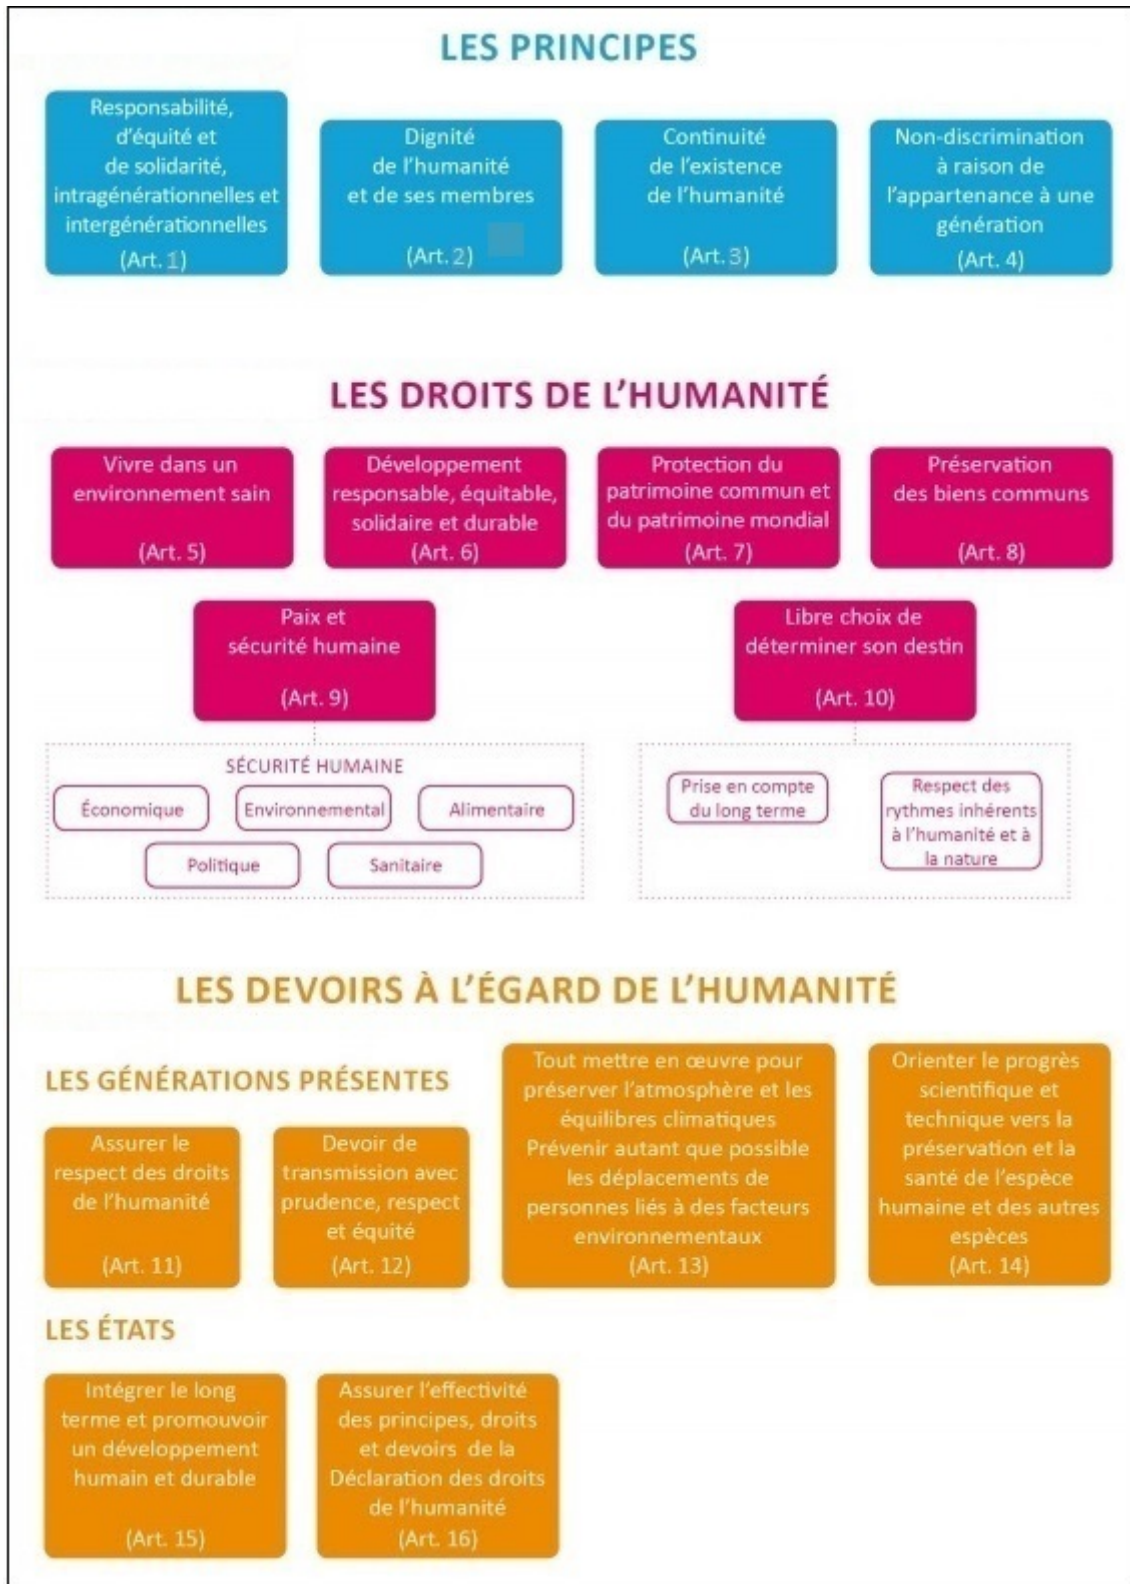 LES PRINCIPES
Responsabilité,
d'équité et
de solidarité,
intragénérationnelles et
intergénérationnelles
(Art. 1)
Dignité
de l'humanité
et de ses membres
(Art. 2)
Continuité
de l'existence
de l'humanité
(Art. 3)
Non-discrimination
à raison de
l'appartenance à une
génération
(Art. 4)
LES DROITS DE L'HUMANITÉ
Vivre dans un
environnement sain
(Art. 5)
Développement
responsable, équitable,
solidaire et durable
(Art. 6)
Protection du
patrimoine commun et
du patrimoine mondial
(Art. 7)
Préservation
des biens communs
(Art. 8)
Paix et
sécurité humaine
(Art. 9)
SÉCURITÉ HUMAINE
Économique
Environnemental
Alimentaire
Politique
Sanitaire
Libre choix de
déterminer son destin
(Art. 10)
Prise en compte
du long terme
Respect des
rythmes inhérents
à l'humanité et à
la nature
LES DEVOIRS À L'ÉGARD DE L'HUMANITÉ
LES GÉNÉRATIONS PRÉSENTES
Assurer le
respect des droits
de l'humanité
(Art. 11)
Devoir de
transmission avec
prudence, respect
et équité
(Art. 12)
Tout mettre en œuvre pour
préserver l'atmosphère et les
équilibres climatiques
Prévenir autant que possible
les déplacements de
personnes liés à des facteurs
environnementaux
(Art. 13)
Orienter le progrès
scientifique et
technique vers la
préservation et la
santé de l'espèce
humaine et des autres
espèces
(Art. 14)
LES ÉTATS
Intégrer le long
terme et promouvoir
un développement
humain et durable
(Art. 15)
Assurer l'effectivité
des principes, droits
et devoirs de la
Déclaration des droits
de l'humanité
(Art. 16)